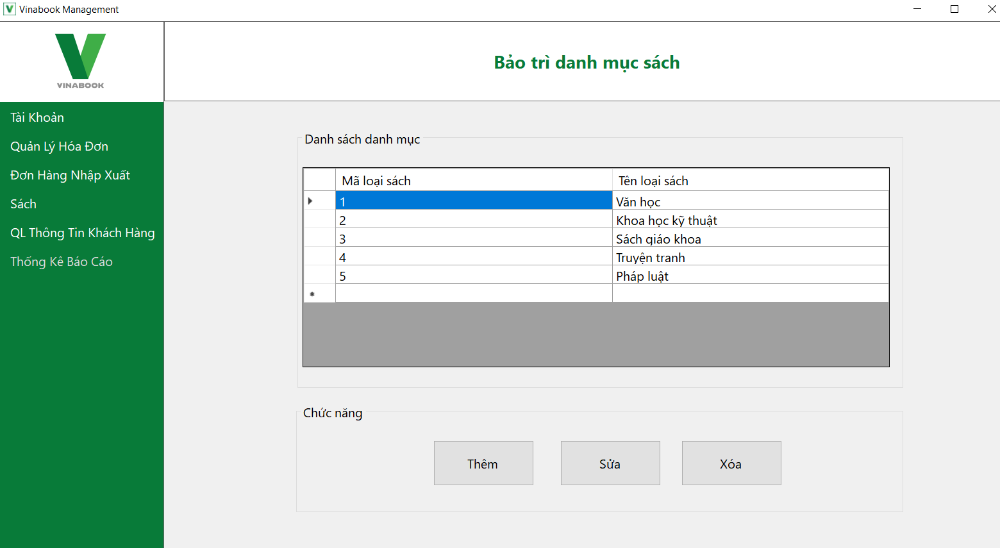 Vinabook Management
VINABOOK
Bảo trì danh mục sách
Tài Khoản
Quản Lý Hóa Đơn
Đơn Hàng Nhập Xuất
Sách
QL Thông Tin Khách Hàng
Thống Kê Báo Cáo
Danh sách danh mục
Mã loại sách Tên loại sách
1 Văn học
2 Khoa học kỹ thuật
3 Sách giáo khoa
4 Truyện tranh
5 Pháp luật
Chức năng
Thêm Sửa Xóa